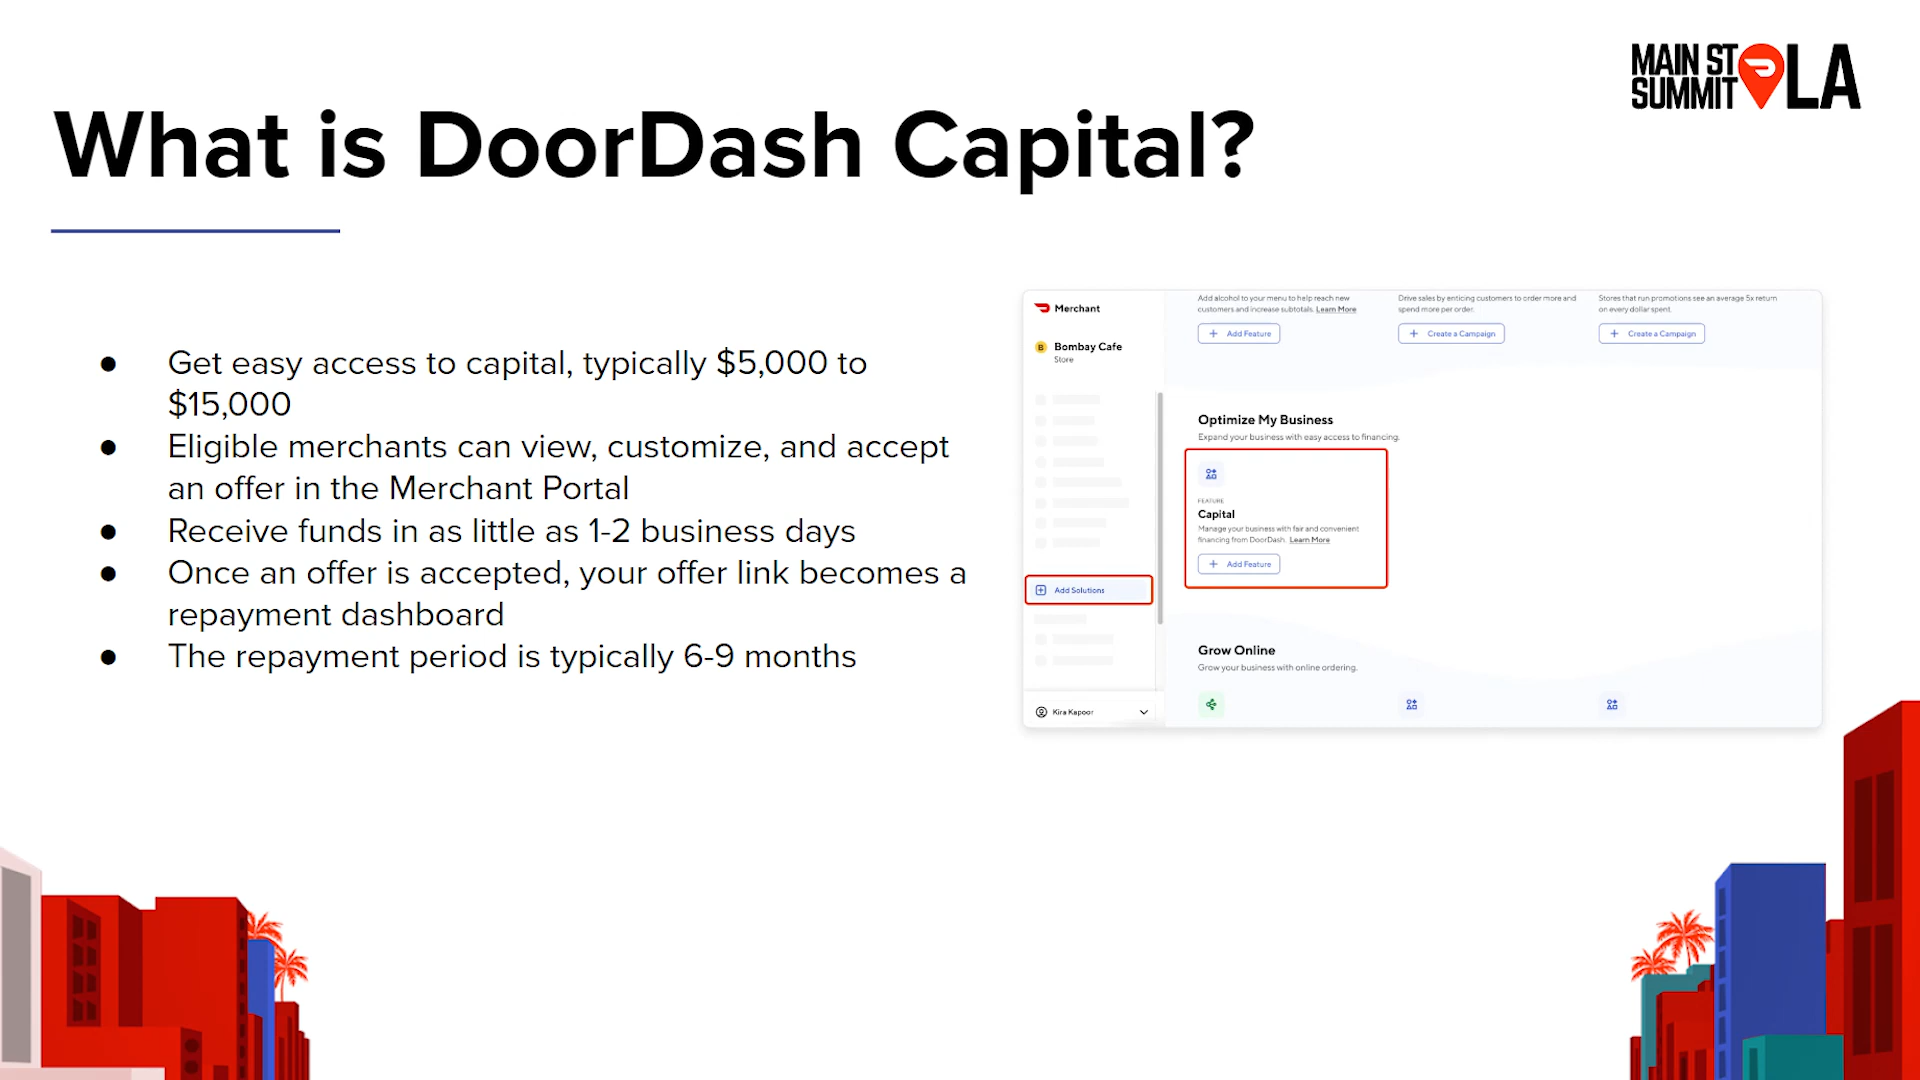 MAIN ST
SUMMIT
LA
What is DoorDash Capital?
● Get easy access to capital, typically $5,000 to
$15,000
● Eligible merchants can view, customize, and accept
an offer in the Merchant Portal
● Receive funds in as little as 1-2 business days
● Once an offer is accepted, your offer link becomes a
repayment dashboard
● The repayment period is typically 6-9 months
Merchant
B Bombay Cafe
Store
Add Solutions
Kira Kapoor
Add alcohol to your menu to help reach new
customers and increase subtotals. Learn More
+ Add Feature
Drive sales by enticing customers to order more and
spend more per order.
+ Create a Campaign
Stores that run promotions see an average 5x return
on every dollar spent.
+ Create a Campaign
Optimize My Business
Expand your business with easy access to financing.
FEATURE
Capital
Manage your business with fair and convenient
financing from DoorDash. Learn More
+ Add Feature
Grow Online
Grow your business with online ordering.